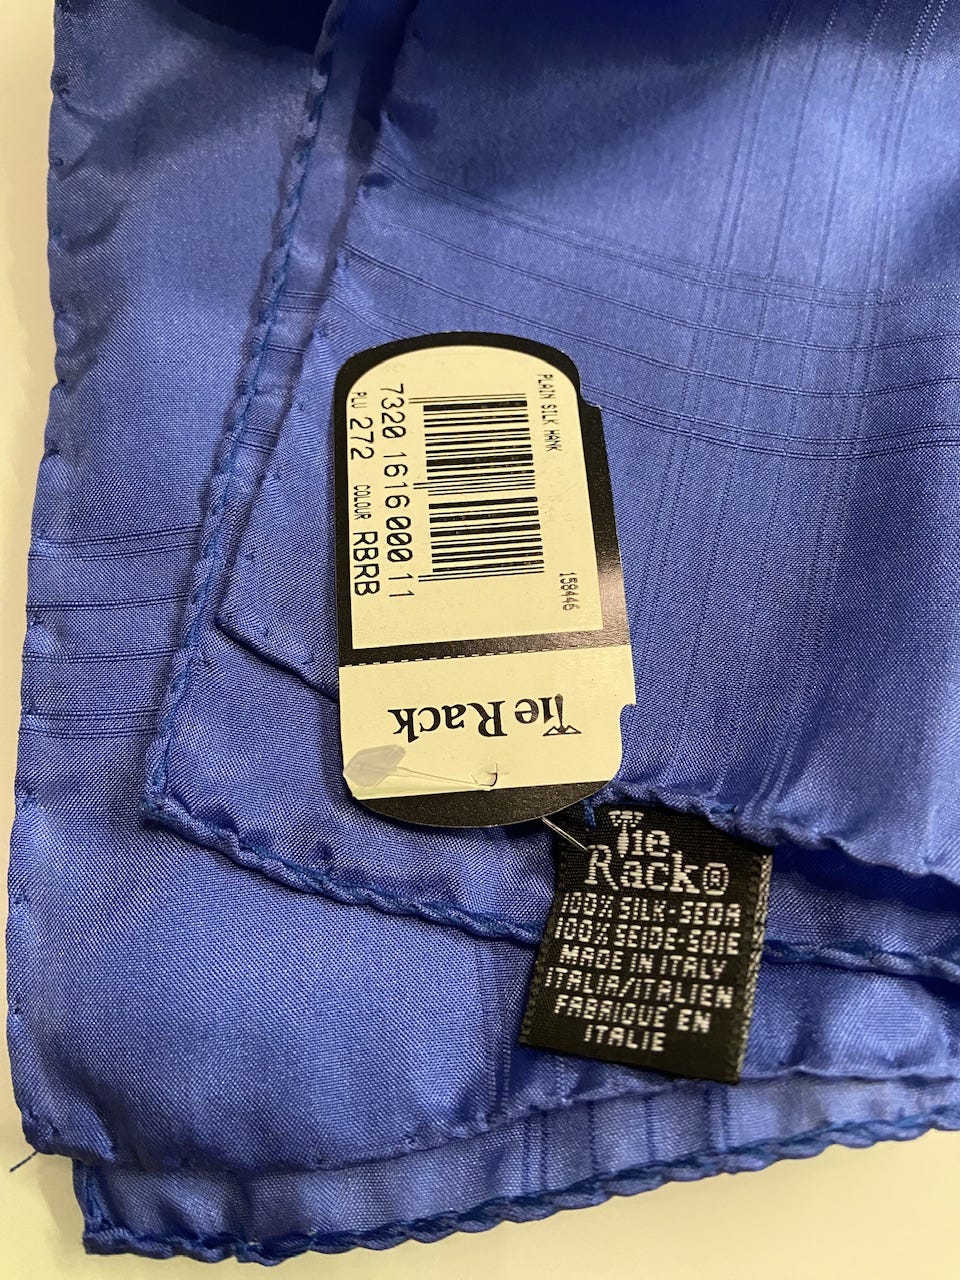 PLAIN SILK HANK
158446
7320 1616 000 11
PLU 272 COLOUR RBRB
Tie Rack
Tie
Rack®
100% SILK-SEDA
100% SEIDE-SOIE
MADE IN ITALY
ITALIA/ITALIEN
FABRIQUE EN
ITALIE